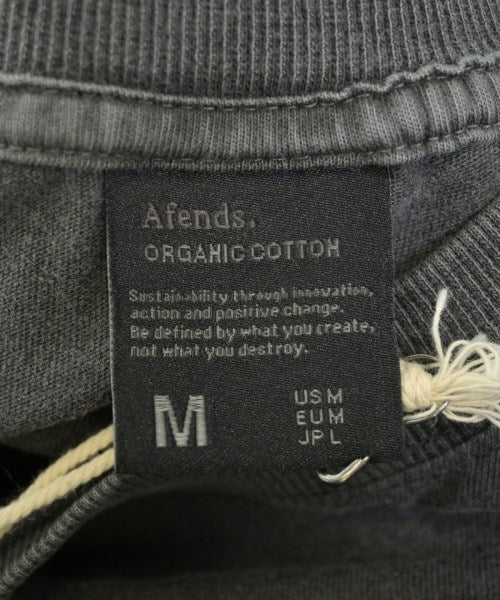 Afends.
ORGANIC COTTON
Sustainability through innovation,
action and positive change.
Be defined by what you create,
not what you destroy.
M
US M
EU M
JP L